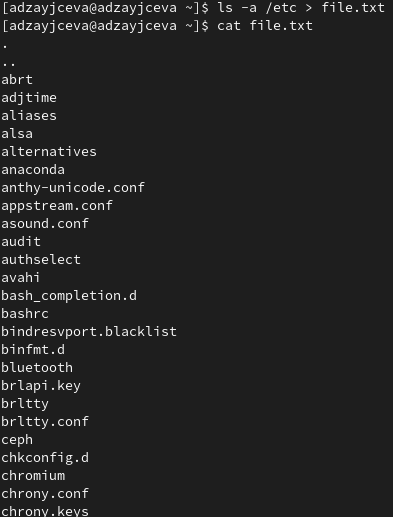 [adzayjceva@adzayjceva ~]$ ls -a /etc > file.txt
[adzayjceva@adzayjceva ~]$ cat file.txt
.
..
abrt
adjtime
aliases
alsa
alternatives
anaconda
anthy-unicode.conf
appstream.conf
asound.conf
audit
authselect
avahi
bash_completion.d
bashrc
bindresvport.blacklist
binfmt.d
bluetooth
brlapi.key
brltty
brltty.conf
ceph
chkconfig.d
chromium
chrony.conf
chrony.keys